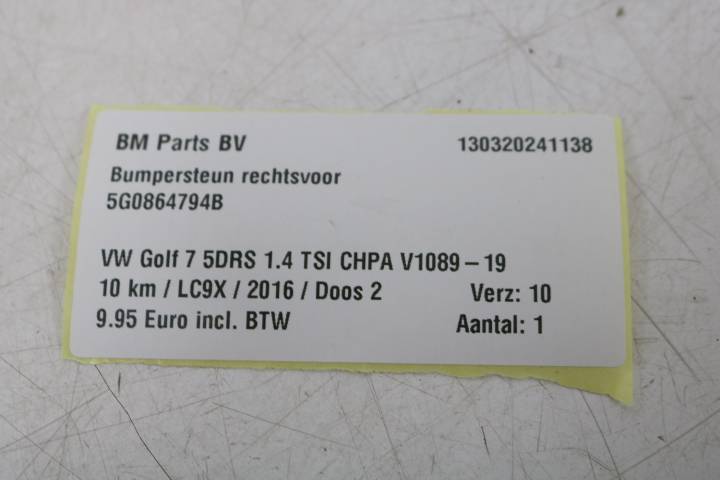 BM Parts BV 130320241138
Bumpersteun rechtsvoor
5G0864794B
VW Golf 7 5DRS 1.4 TSI CHPA V1089-19
10 km / LC9X / 2016 / Doos 2 Verz: 10
9.95 Euro incl. BTW Aantal: 1